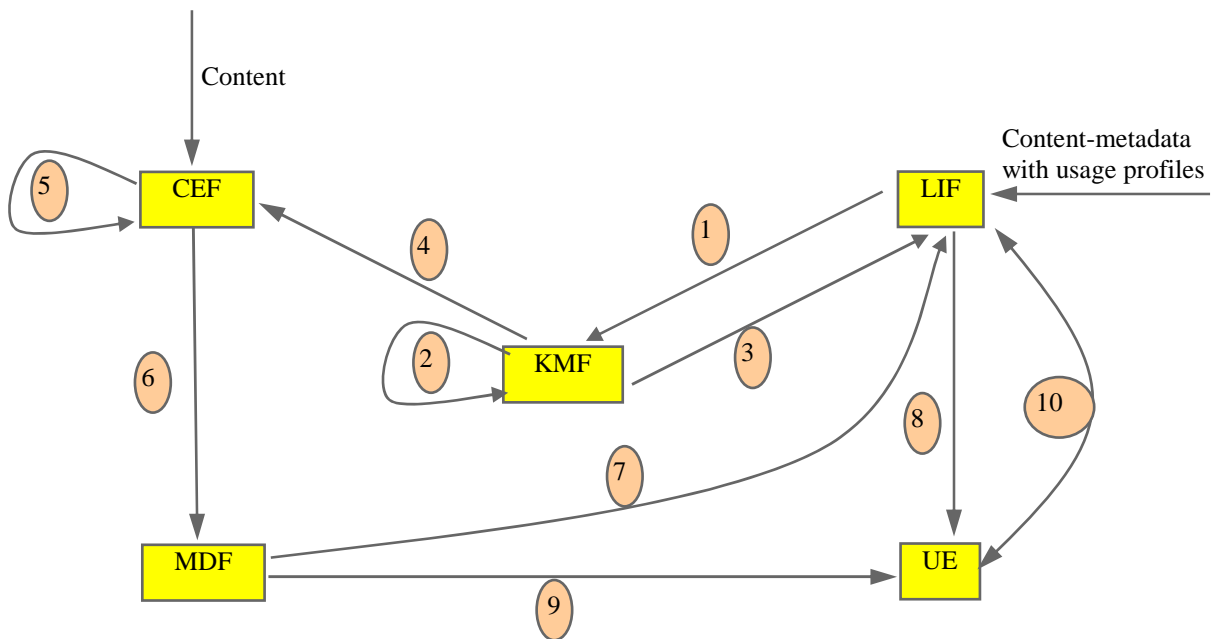 Content
Content-metadata
with usage profiles
5
CEF
LIF
1
4
2
KMF
3
6
10
8
7
MDF
UE
9